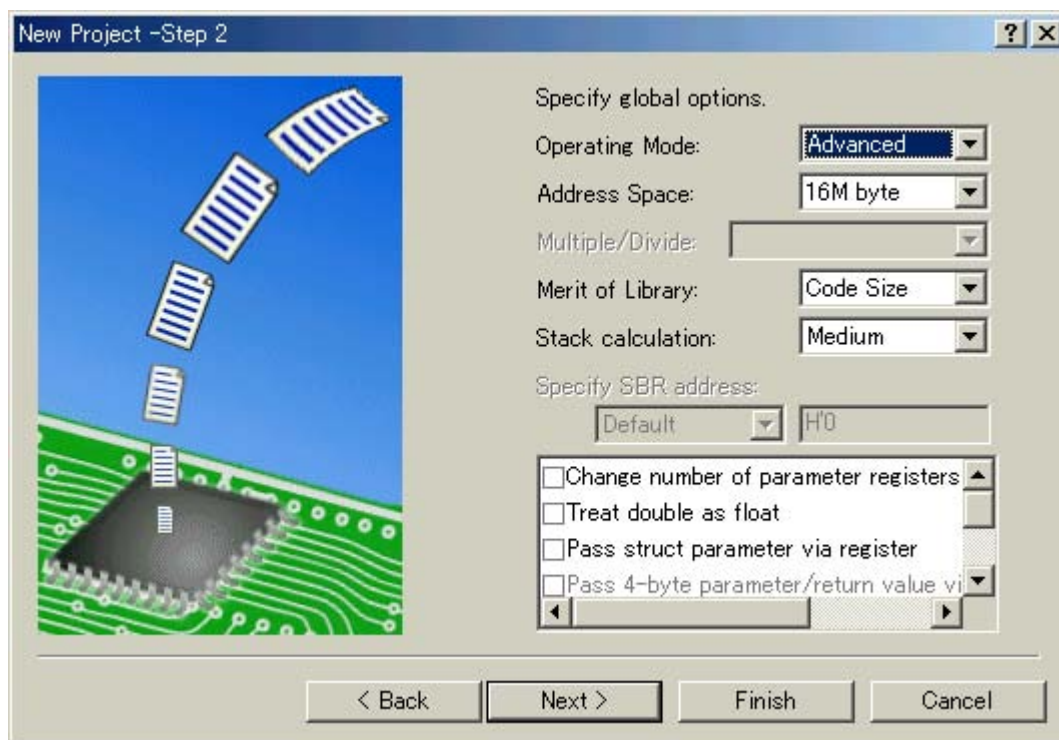 New Project -Step 2
Specify global options.
Operating Mode: Advanced
Address Space: 16M byte
Multiple/Divide:
Merit of Library: Code Size
Stack calculation: Medium
Specify SBR address:
Default H'0
Change number of parameter registers
Treat double as float
Pass struct parameter via register
Pass 4-byte parameter/return value vi
< Back Next > Finish Cancel